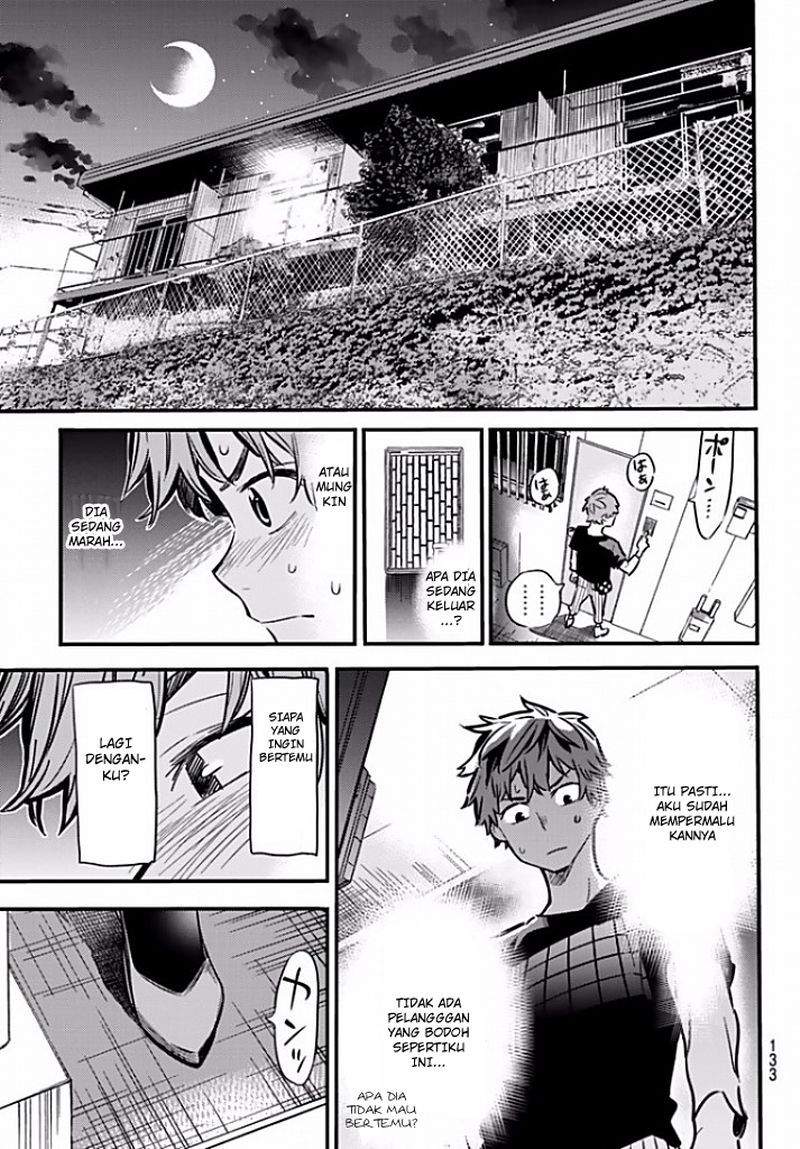 ポーン……
はぁ
はぁ
……
……
APA DIA
SEDANG
KELUAR
...?
ATAU
MUNG
KIN
DIA
SEDANG
MARAH...
ITU PASTI...
AKU SUDAH
MEMPERMALU
KANNYA
TIDAK ADA
PELANGGGAN
YANG BODOH
SEPERTIKU
INI...
APA DIA
TIDAK MAU
BERTEMU?
SIAPA
YANG
INGIN
BERTEMU
LAGI
DENGAN-
KU?
カンッ
133